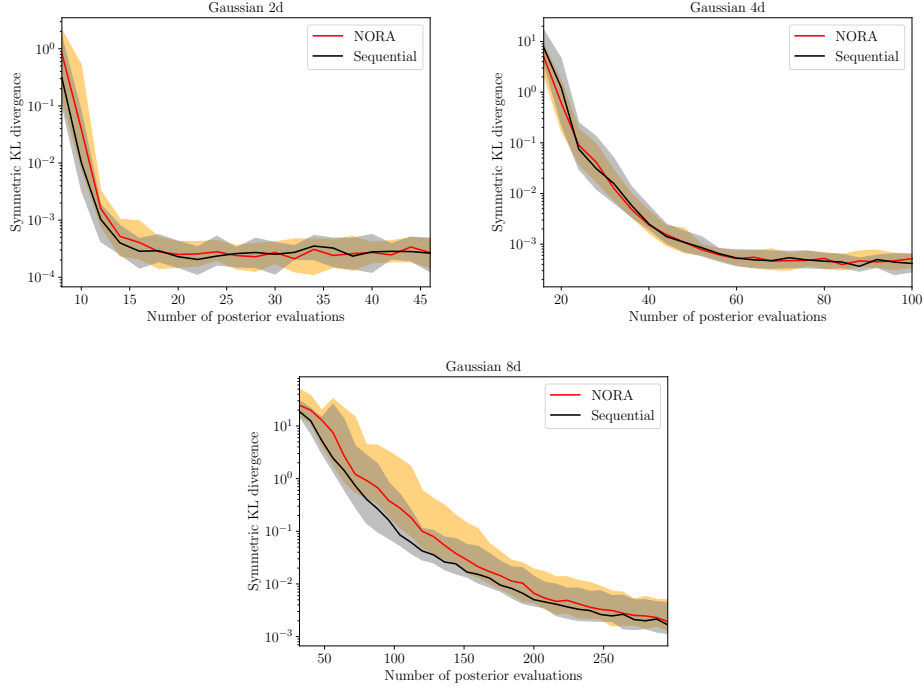 Gaussian 2d
Symmetric KL divergence
10^0
10^{-1}
10^{-2}
10^{-3}
10^{-4}
NORA
Sequential
10 15 20 25 30 35 40 45
Number of posterior evaluations
Gaussian 4d
Symmetric KL divergence
10^1
10^0
10^{-1}
10^{-2}
10^{-3}
NORA
Sequential
20 40 60 80 100
Number of posterior evaluations
Gaussian 8d
Symmetric KL divergence
10^1
10^0
10^{-1}
10^{-2}
10^{-3}
NORA
Sequential
50 100 150 200 250
Number of posterior evaluations